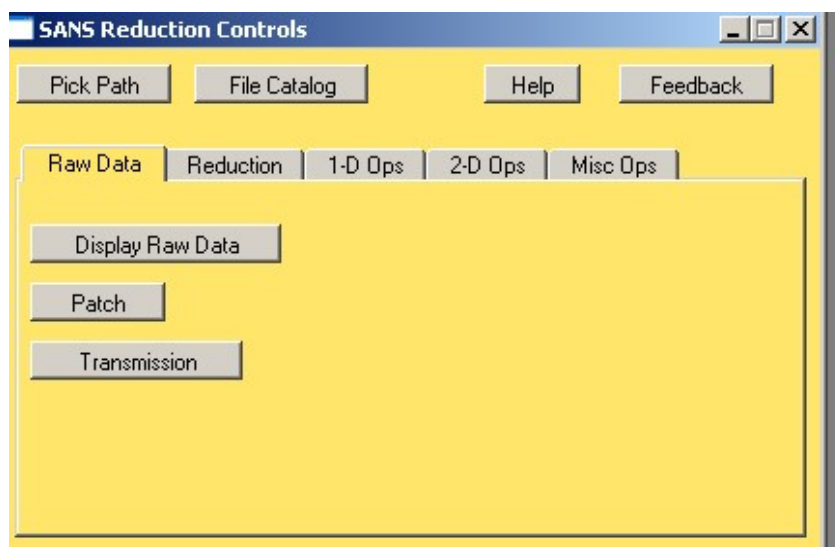 SANS Reduction Controls
Pick Path File Catalog Help Feedback
Raw Data Reduction 1-D Ops 2-D Ops Misc Ops
Display Raw Data
Patch
Transmission